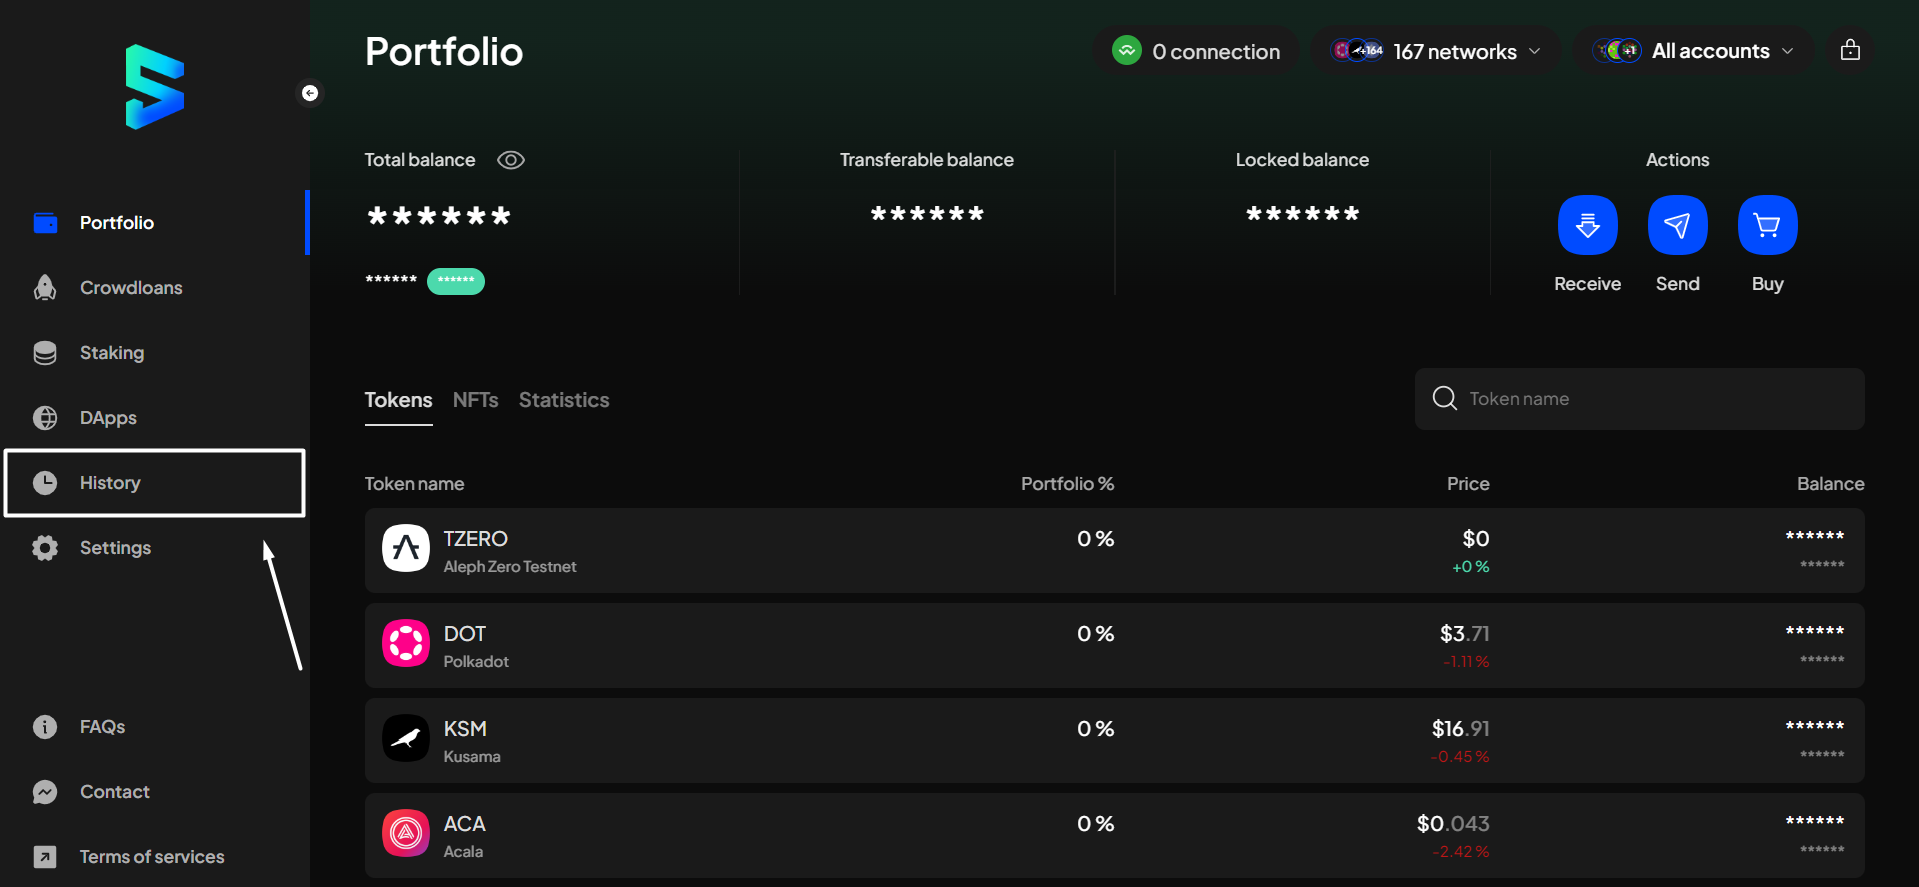 Portfolio
0 connection
+164
167 networks
+1
All accounts
Portfolio
Crowdloans
Staking
DApps
History
Settings
FAQs
Contact
Terms of services
Total balance
******
****** ******
Transferable balance
******
Locked balance
******
Actions
Receive
Send
Buy
Tokens NFTs Statistics
Token name
Token name Portfolio % Price Balance
TZERO 0 % $0 ******
Aleph Zero Testnet +0 % ******
DOT 0 % $3.71 ******
Polkadot -1.11 % ******
KSM 0 % $16.91 ******
Kusama -0.45 % ******
ACA 0 % $0.043 ******
Acala -2.42 % ******